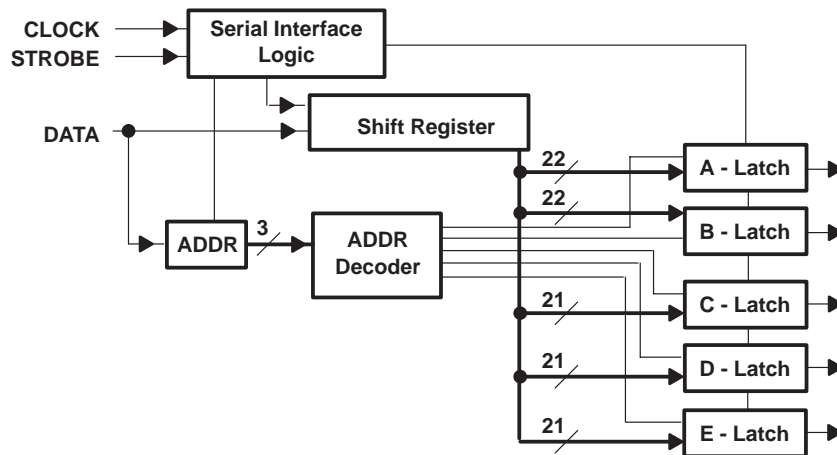 CLOCK
STROBE
Serial Interface
Logic
DATA
Shift Register
22
A - Latch
22
B - Latch
ADDR
3
ADDR
Decoder
21
C - Latch
21
D - Latch
21
E - Latch